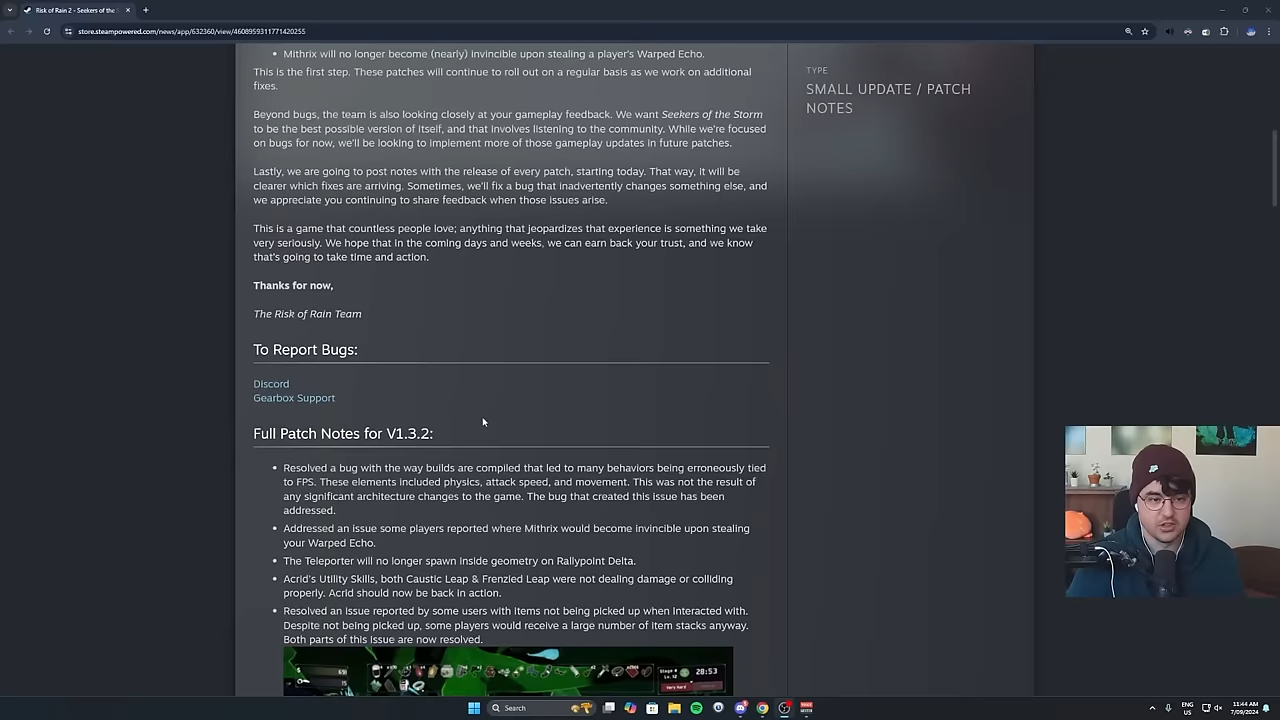 Risk of Rain 2 - Seekers of the S
store.steampowered.com/news/app/632360/view/4608959311771420255
Mithrix will no longer become (nearly) invincible upon stealing a player's Warped Echo.
This is the first step. These patches will continue to roll out on a regular basis as we work on additional
fixes.
Beyond bugs, the team is also looking closely at your gameplay feedback. We want Seekers of the Storm
to be the best possible version of itself, and that involves listening to the community. While we're focused
on bugs for now, we'll be looking to implement more of those gameplay updates in future patches.
Lastly, we are going to post notes with the release of every patch, starting today. That way, it will be
clearer which fixes are arriving. Sometimes, we'll fix a bug that inadvertently changes something else, and
we appreciate you continuing to share feedback when those issues arise.
This is a game that countless people love; anything that jeopardizes that experience is something we take
very seriously. We hope that in the coming days and weeks, we can earn back your trust, and we know
that's going to take time and action.
Thanks for now,
The Risk of Rain Team
To Report Bugs:
Discord
Gearbox Support
Full Patch Notes for V1.3.2:
Resolved a bug with the way builds are compiled that led to many behaviors being erroneously tied
to FPS. These elements included physics, attack speed, and movement. This was not the result of
any significant architecture changes to the game. The bug that created this issue has been
addressed.
Addressed an issue some players reported where Mithrix would become invincible upon stealing
your Warped Echo.
The Teleporter will no longer spawn inside geometry on Rallypoint Delta.
Acrid's Utility Skills, both Caustic Leap & Frenzied Leap were not dealing damage or colliding
properly. Acrid should now be back in action.
Resolved an issue reported by some users with items not being picked up when interacted with.
Despite not being picked up, some players would receive a large number of item stacks anyway.
Both parts of this issue are now resolved.
28:53
Very Hard
TYPE
SMALL UPDATE / PATCH
NOTES
Search
ENG
US
11:44 AM
7/09/2024